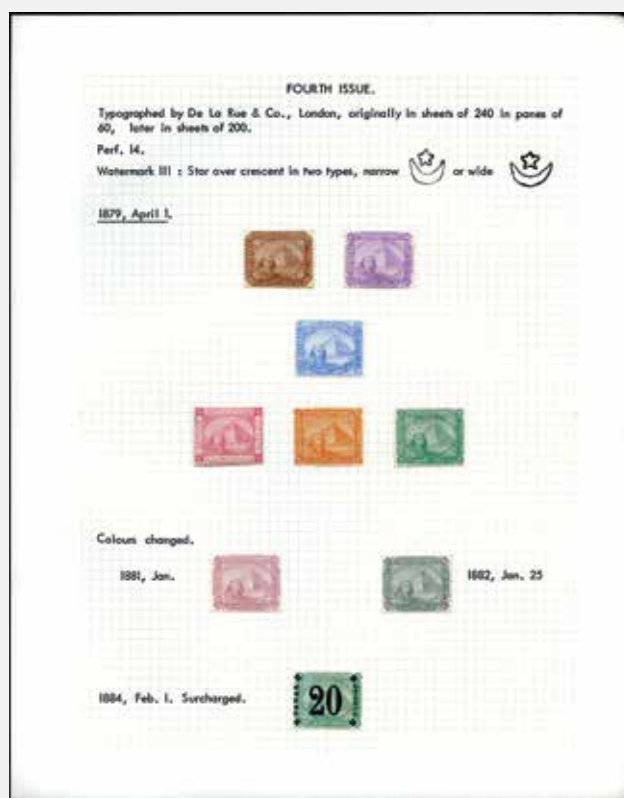 FOURTH ISSUE.
Typographed by De La Rue & Co., London, originally in sheets of 240 in panes of
60, later in sheets of 200.
Perf. 14.
Watermark III : Star over crescent in two types, narrow or wide
1879, April 1.
Colours changed.
1881, Jan.
1882, Jan. 25
1884, Feb. 1. Surcharged.
20